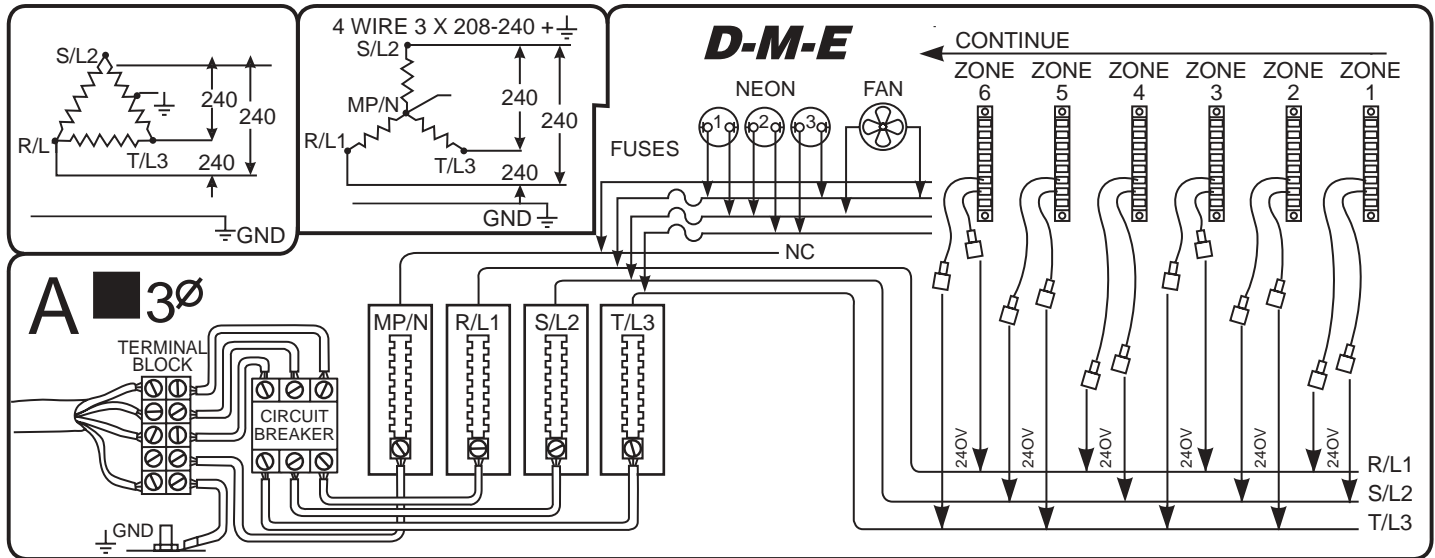 S/L2
240
240
R/L
T/L3
240
GND
4 WIRE 3 X 208-240 +
S/L2
MP/N
240
240
R/L1
T/L3
240
GND
D-M-E
CONTINUE
ZONE 6
ZONE 5
ZONE 4
ZONE 3
ZONE 2
ZONE 1
NEON
FAN
1
2
3
FUSES
NC
A 3Ø
TERMINAL
BLOCK
CIRCUIT
BREAKER
GND
MP/N
R/L1
S/L2
T/L3
24OV
24OV
24OV
24OV
24OV
24OV
R/L1
S/L2
T/L3